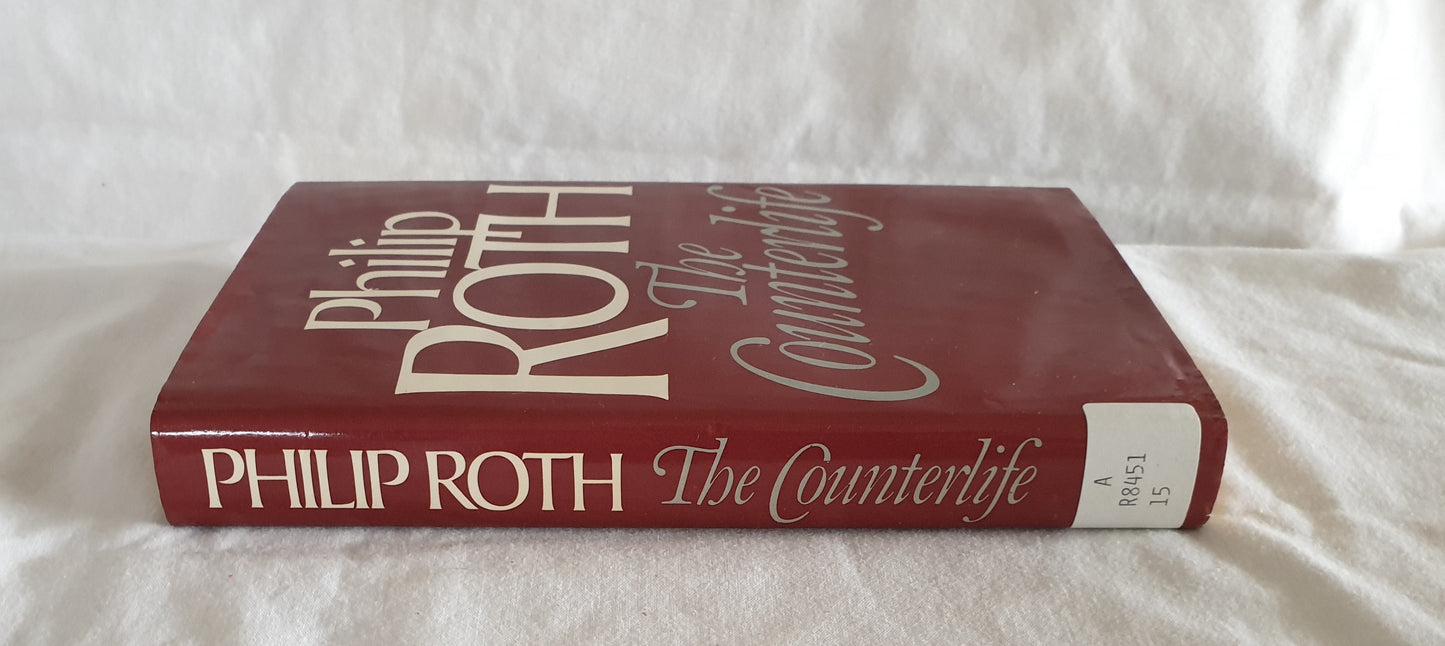 Philip
ROTH
The
Counterlife
PHILIP ROTH The Counterlife
A
R8451
15